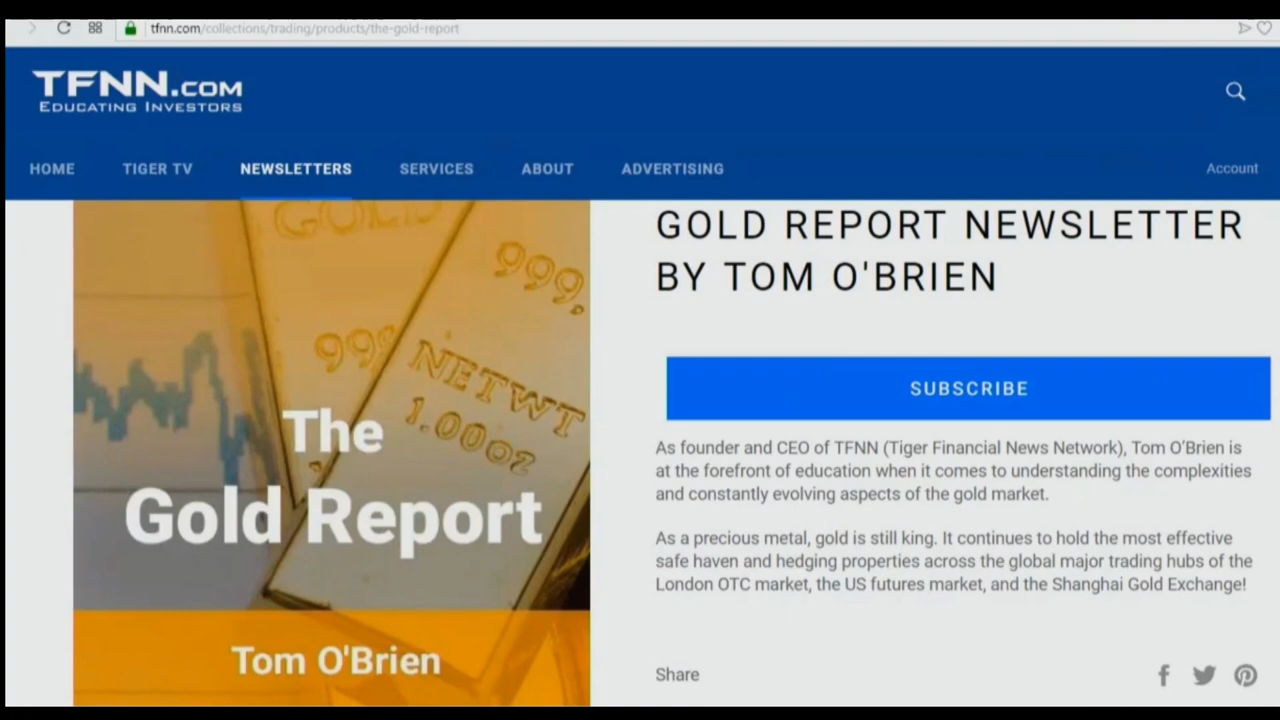 tfnn.com/collections/trading/products/the-gold-report
TFNN.COM
EDUCATING INVESTORS
HOME
TIGER TV
NEWSLETTERS
SERVICES
ABOUT
ADVERTISING
Account
GOLD
999.
999
NETWT
1.00OZ
The
Gold Report
Tom O'Brien
GOLD REPORT NEWSLETTER
BY TOM O'BRIEN
SUBSCRIBE
As founder and CEO of TFNN (Tiger Financial News Network), Tom O'Brien is
at the forefront of education when it comes to understanding the complexities
and constantly evolving aspects of the gold market.
As a precious metal, gold is still king. It continues to hold the most effective
safe haven and hedging properties across the global major trading hubs of the
London OTC market, the US futures market, and the Shanghai Gold Exchange!
Share